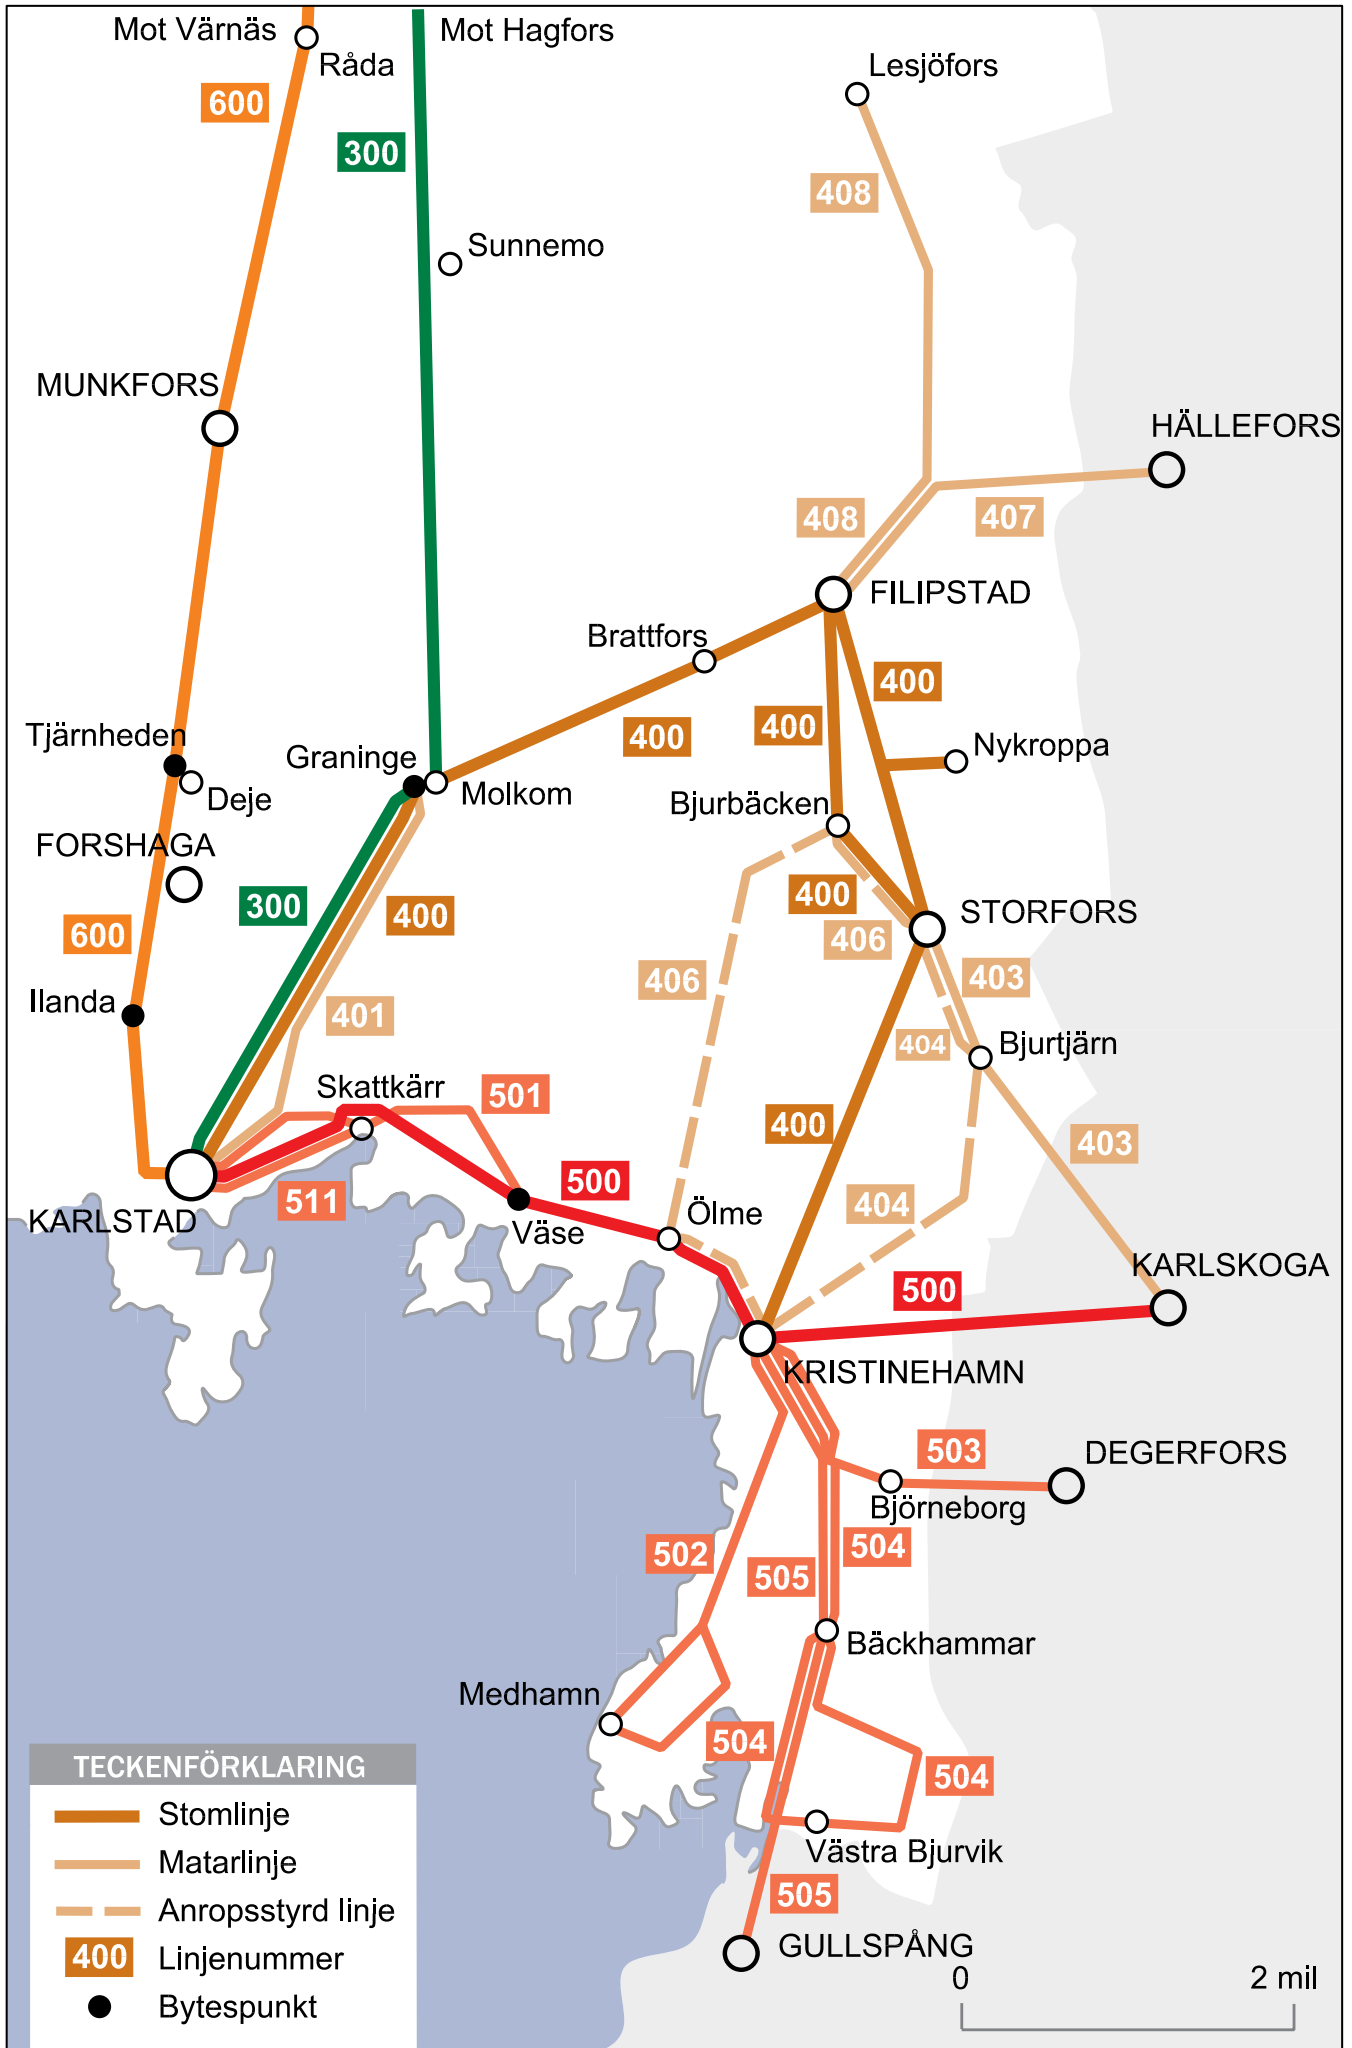 Mot Värnäs
Mot Hagfors
Råda
Lesjöfors
600
300
408
Sunnemo
MUNKFORS
HÄLLEFORS
408
407
FILIPSTAD
Brattfors
400
400
400
Tjärnheden
Graninge
Nykroppa
Deje
Molkom
Bjurbäcken
FORSHAGA
400
300
400
STORFORS
600
406
406
403
Ilanda
401
404
Bjurtjärn
Skattkärr
501
400
403
500
511
404
KARLSTAD
Väse
Ölme
KARLSKOGA
500
KRISTINEHAMN
503
DEGERFORS
Björneborg
502
504
505
Bäckhammar
Medhamn
504
504
Västra Bjurvik
505
GULLSPÅNG
TECKENFÖRKLARING
Stomlinje
Matarlinje
Anropsstyrd linje
400 Linjenummer
Bytespunkt
0 2 mil